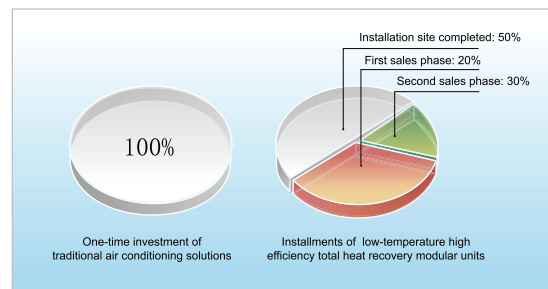 Installation site completed: 50%
First sales phase: 20%
Second sales phase: 30%
100%
One-time investment of
traditional air conditioning solutions
Installments of low-temperature high
efficiency total heat recovery modular units